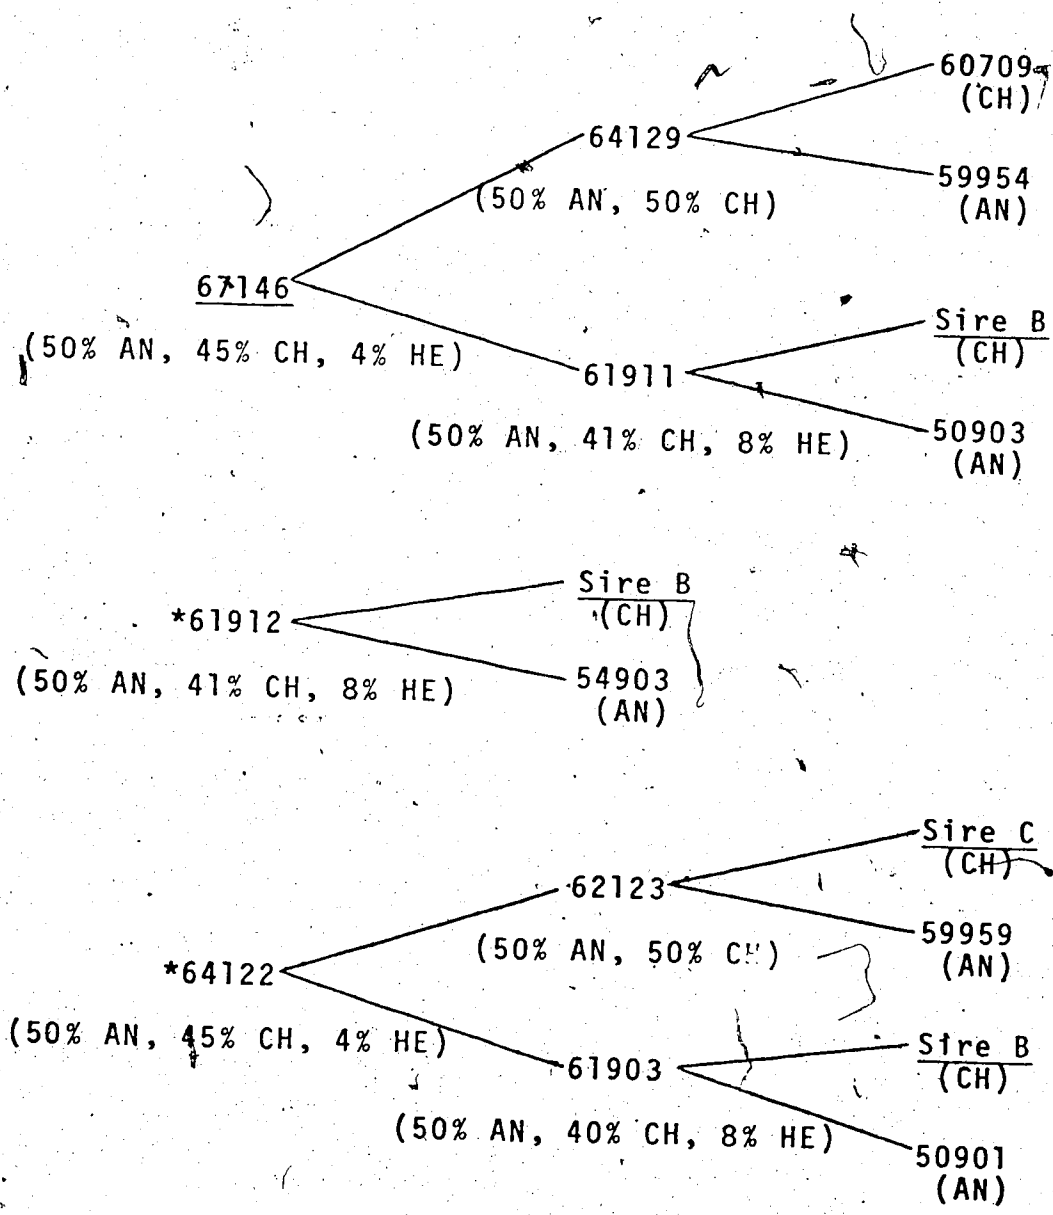 60709
(CH)
64129
59954
(AN)
(50% AN, 50% CH)
67146
Sire B
(CH)
(50% AN, 45% CH, 4% HE)
61911
(50% AN, 41% CH, 8% HE)
50903
(AN)
Sire B
(CH)
*61912
(50% AN, 41% CH, 8% HE)
54903
(AN)
Sire C
(CH)
62123
59959
(AN)
(50% AN, 50% CH)
*64122
(50% AN, 45% CH, 4% HE)
Sire B
(CH)
61903
(50% AN, 40% CH, 8% HE)
50901
(AN)